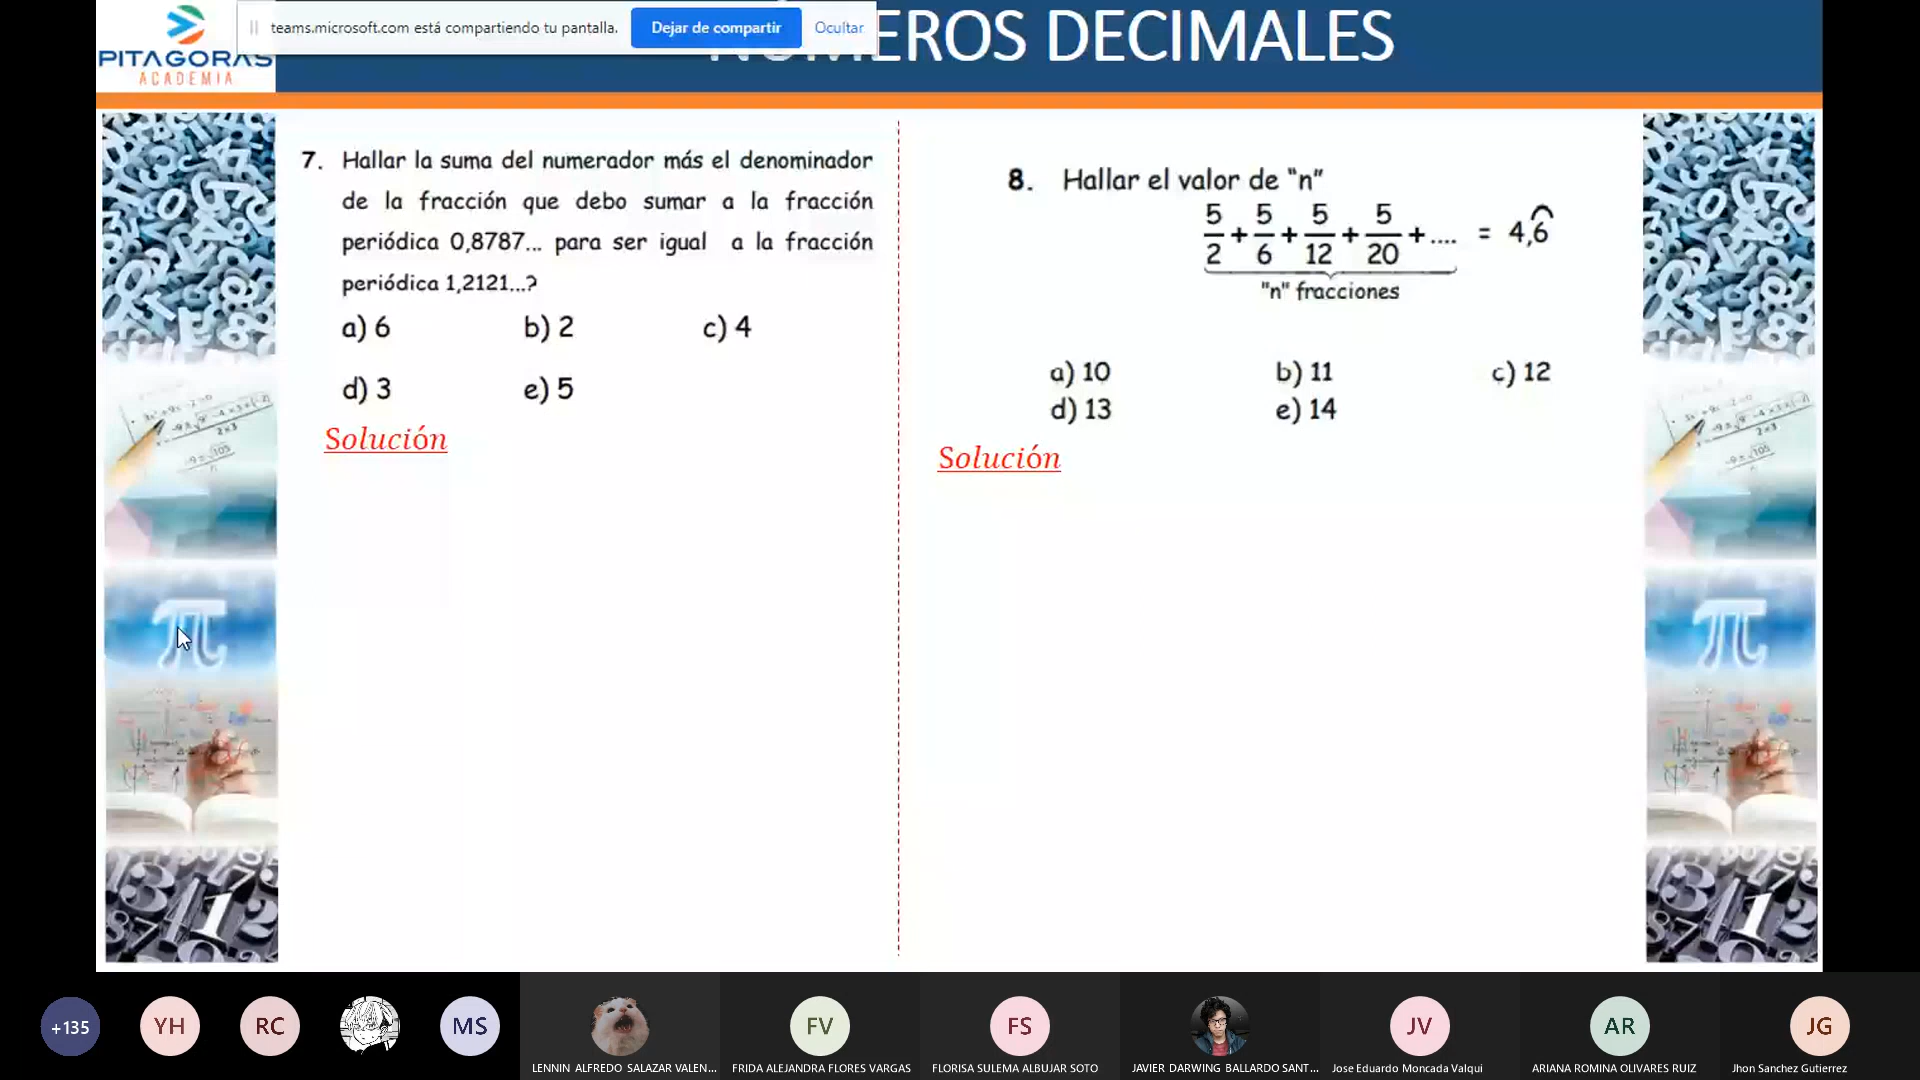 PITAGORAS
ACADEMIA
teams.microsoft.com está compartiendo tu pantalla.
Dejar de compartir
Ocultar
NÚMEROS DECIMALES
7. Hallar la suma del numerador más el denominador
de la fracción que debo sumar a la fracción
periódica 0,8787... para ser igual a la fracción
periódica 1,2121...?
a) 6 b) 2 c) 4
d) 3 e) 5
Solución
8. Hallar el valor de "n"
5/2 + 5/6 + 5/12 + 5/20 + .... = 4,6̑
"n" fracciones
a) 10 b) 11 c) 12
d) 13 e) 14
Solución
+135
YH
RC
MS
LENNIN ALFREDO SALAZAR VALEN...
FV
FRIDA ALEJANDRA FLORES VARGAS
FS
FLORISA SULEMA ALBUJAR SOTO
JAVIER DARWING BALLARDO SANT...
JV
Jose Eduardo Moncada Valqui
AR
ARIANA ROMINA OLIVARES RUIZ
JG
Jhon Sanchez Gutierrez